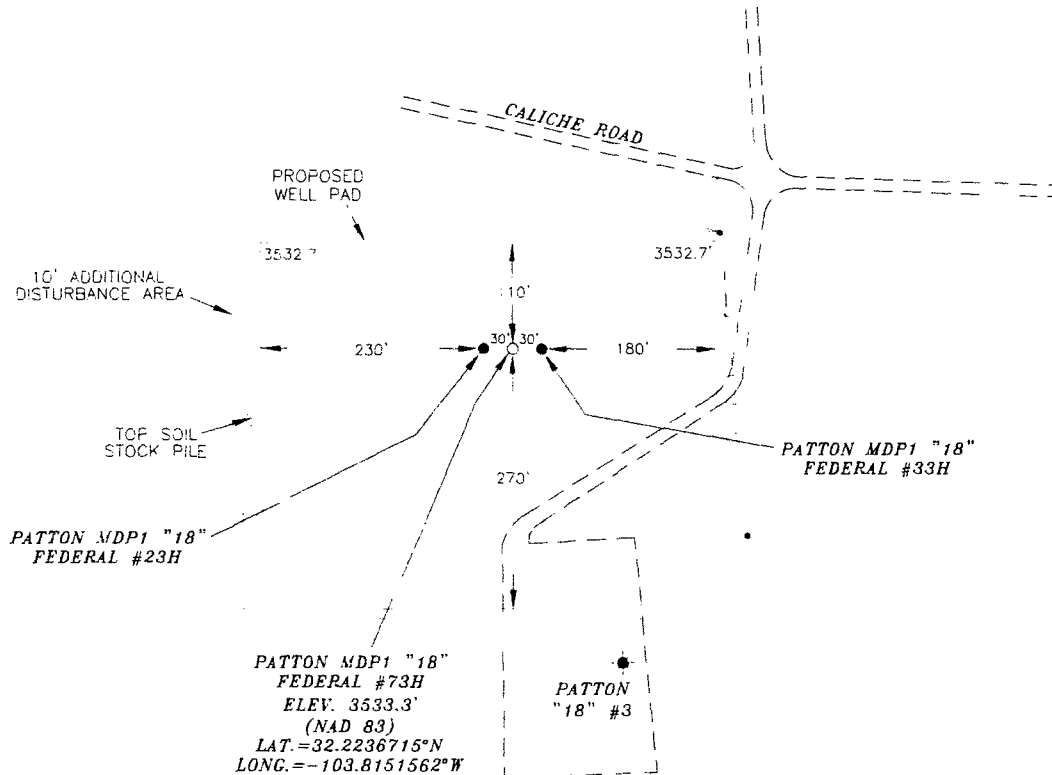 CALICHE ROAD
PROPOSED
WELL PAD
3532.7
3532.7'
10' ADDITIONAL
DISTURBANCE AREA
10'
230'
30'
30'
180'
TOP SOIL
STOCK PILE
270'
PATTON MDP1 "18"
FEDERAL #33H
PATTON MDP1 "18"
FEDERAL #23H
PATTON MDP1 "18"
FEDERAL #73H
ELEV. 3533.3'
(NAD 83)
LAT.=32.2236715°N
LONG.=-103.8151562°W
PATTON
"18" #3